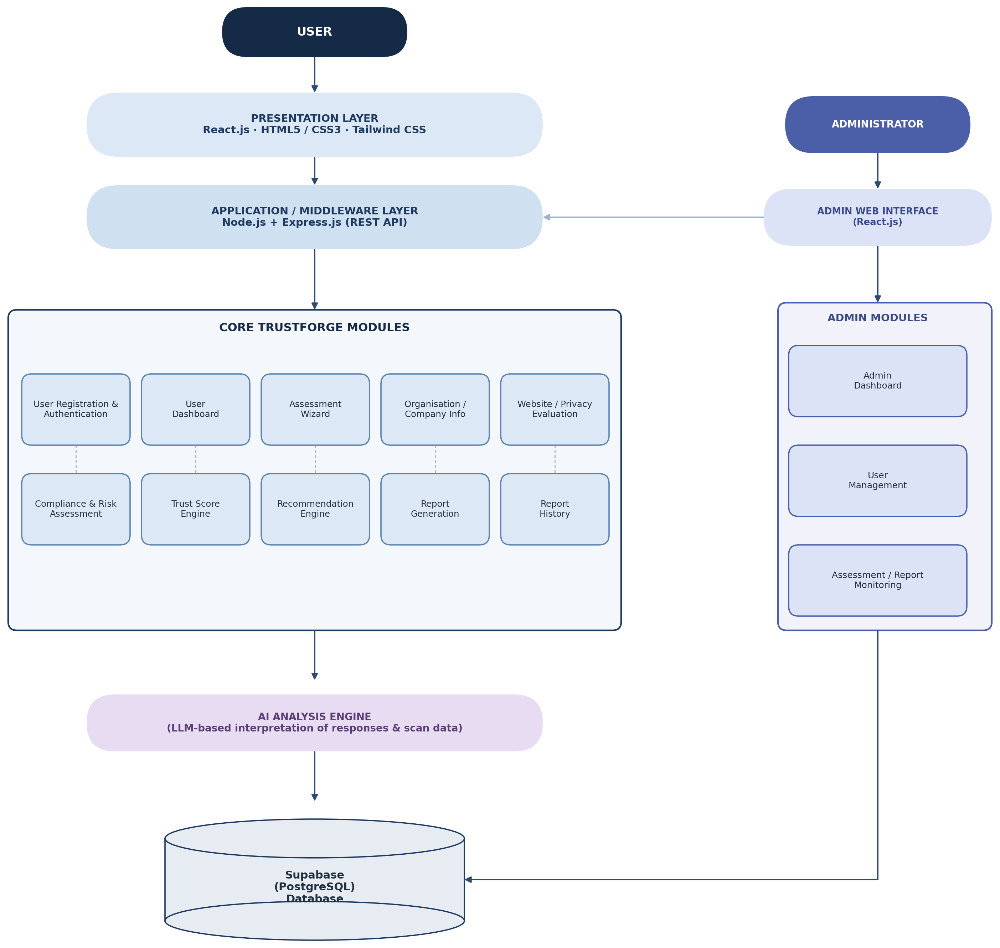 USER
PRESENTATION LAYER
React.js · HTML5 / CSS3 · Tailwind CSS
ADMINISTRATOR
APPLICATION / MIDDLEWARE LAYER
Node.js + Express.js (REST API)
ADMIN WEB INTERFACE
(React.js)
CORE TRUSTFORGE MODULES
User Registration &
Authentication
User
Dashboard
Assessment
Wizard
Organisation /
Company Info
Website / Privacy
Evaluation
Compliance & Risk
Assessment
Trust Score
Engine
Recommendation
Engine
Report
Generation
Report
History
ADMIN MODULES
Admin
Dashboard
User
Management
Assessment / Report
Monitoring
AI ANALYSIS ENGINE
(LLM-based interpretation of responses & scan data)
Supabase
(PostgreSQL)
Database